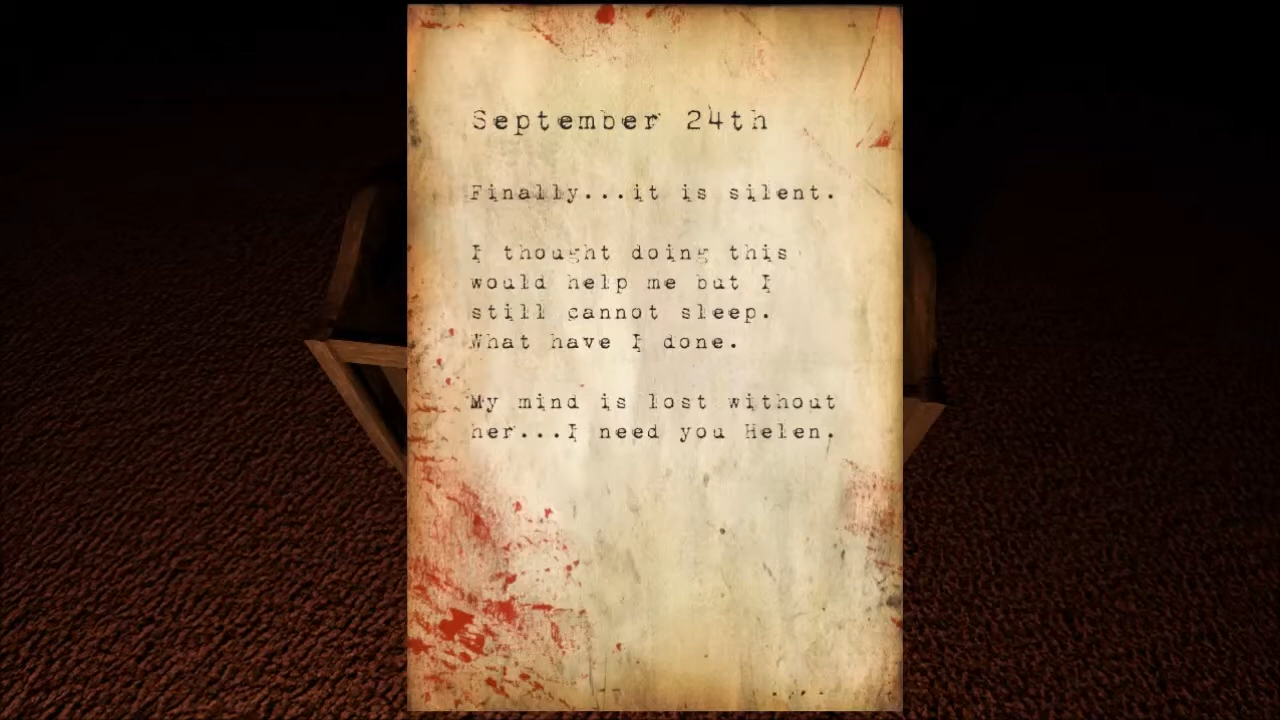 September 24th
Finally...it is silent.
I thought doing this
would help me but I
still cannot sleep.
What have I done.
My mind is lost without
her...I need you Helen.